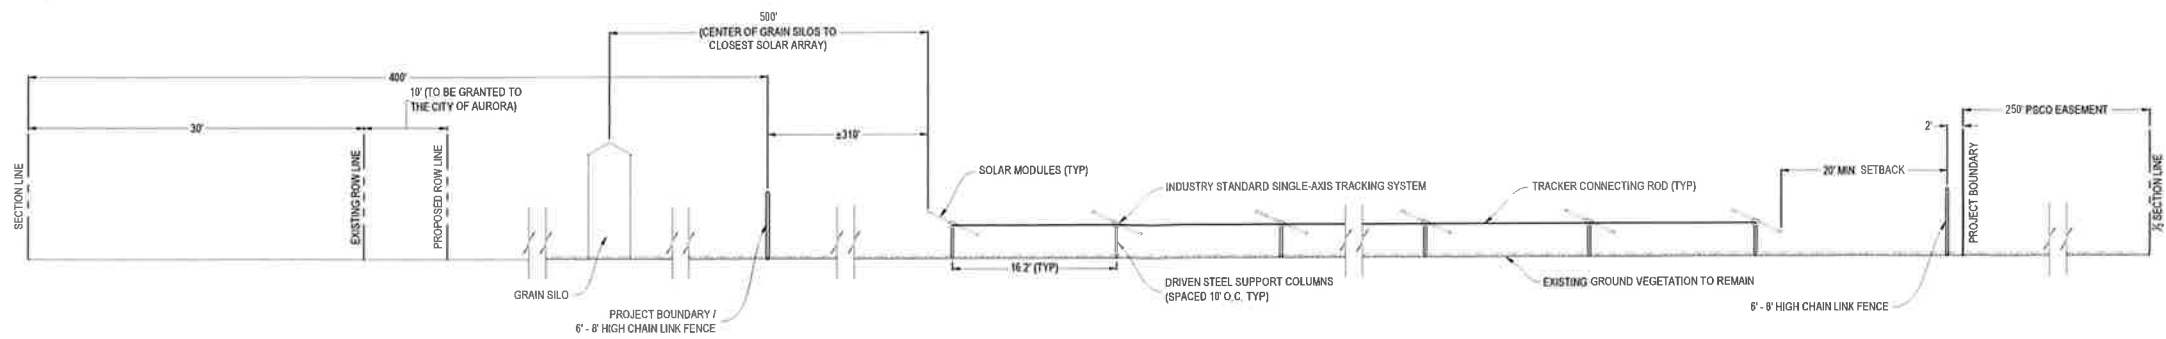 500'
(CENTER OF GRAIN SILOS TO
CLOSEST SOLAR ARRAY)
400'
10' (TO BE GRANTED TO
THE CITY OF AURORA)
30'
±310'
250' PSCO EASEMENT
2'
20' MIN. SETBACK
SECTION LINE
EXISTING ROW LINE
PROPOSED ROW LINE
SOLAR MODULES (TYP)
INDUSTRY STANDARD SINGLE-AXIS TRACKING SYSTEM
TRACKER CONNECTING ROD (TYP)
PROJECT BOUNDARY
½ SECTION LINE
16.2' (TYP)
GRAIN SILO
PROJECT BOUNDARY /
6' - 8' HIGH CHAIN LINK FENCE
DRIVEN STEEL SUPPORT COLUMNS
(SPACED 10' O.C. TYP)
EXISTING GROUND VEGETATION TO REMAIN
6' - 8' HIGH CHAIN LINK FENCE